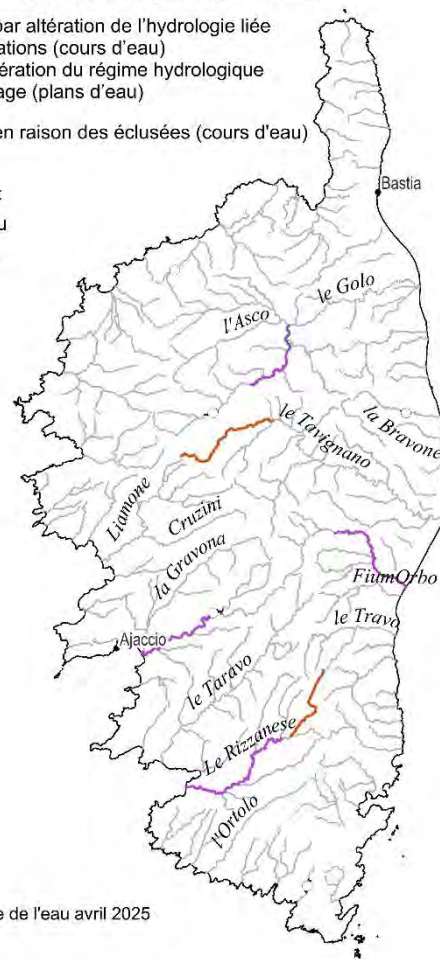 par altération de l'hydrologie liée
ations (cours d'eau)
ération du régime hydrologique
age (plans d'eau)
en raison des éclusées (cours d'eau)
Bastia
le Golo
l'Asco
la Bravone
le Tavignano
Liamone
Cruzini
la Gravona
FiumOrbo
le Travo
Ajaccio
le Taravo
Le Rizzanese
l'Ortolo
e de l'eau avril 2025